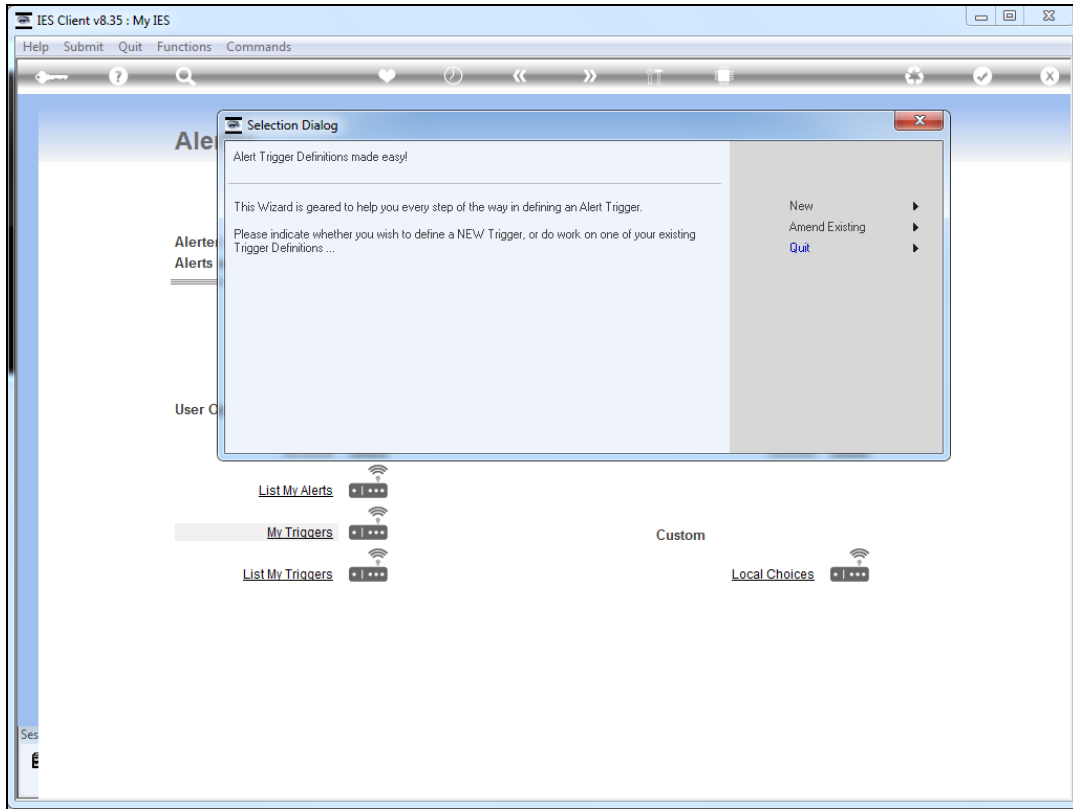 IES Client v8.35 : My IES
Help Submit Quit Functions Commands
Selection Dialog
Alert Trigger Definitions made easy!
This Wizard is geared to help you every step of the way in defining an Alert Trigger.
Please indicate whether you wish to define a NEW Trigger, or do work on one of your existing
Trigger Definitions ...
New
Amend Existing
Quit
Alerts
List My Alerts
My Triggers
Custom
List My Triggers
Local Choices